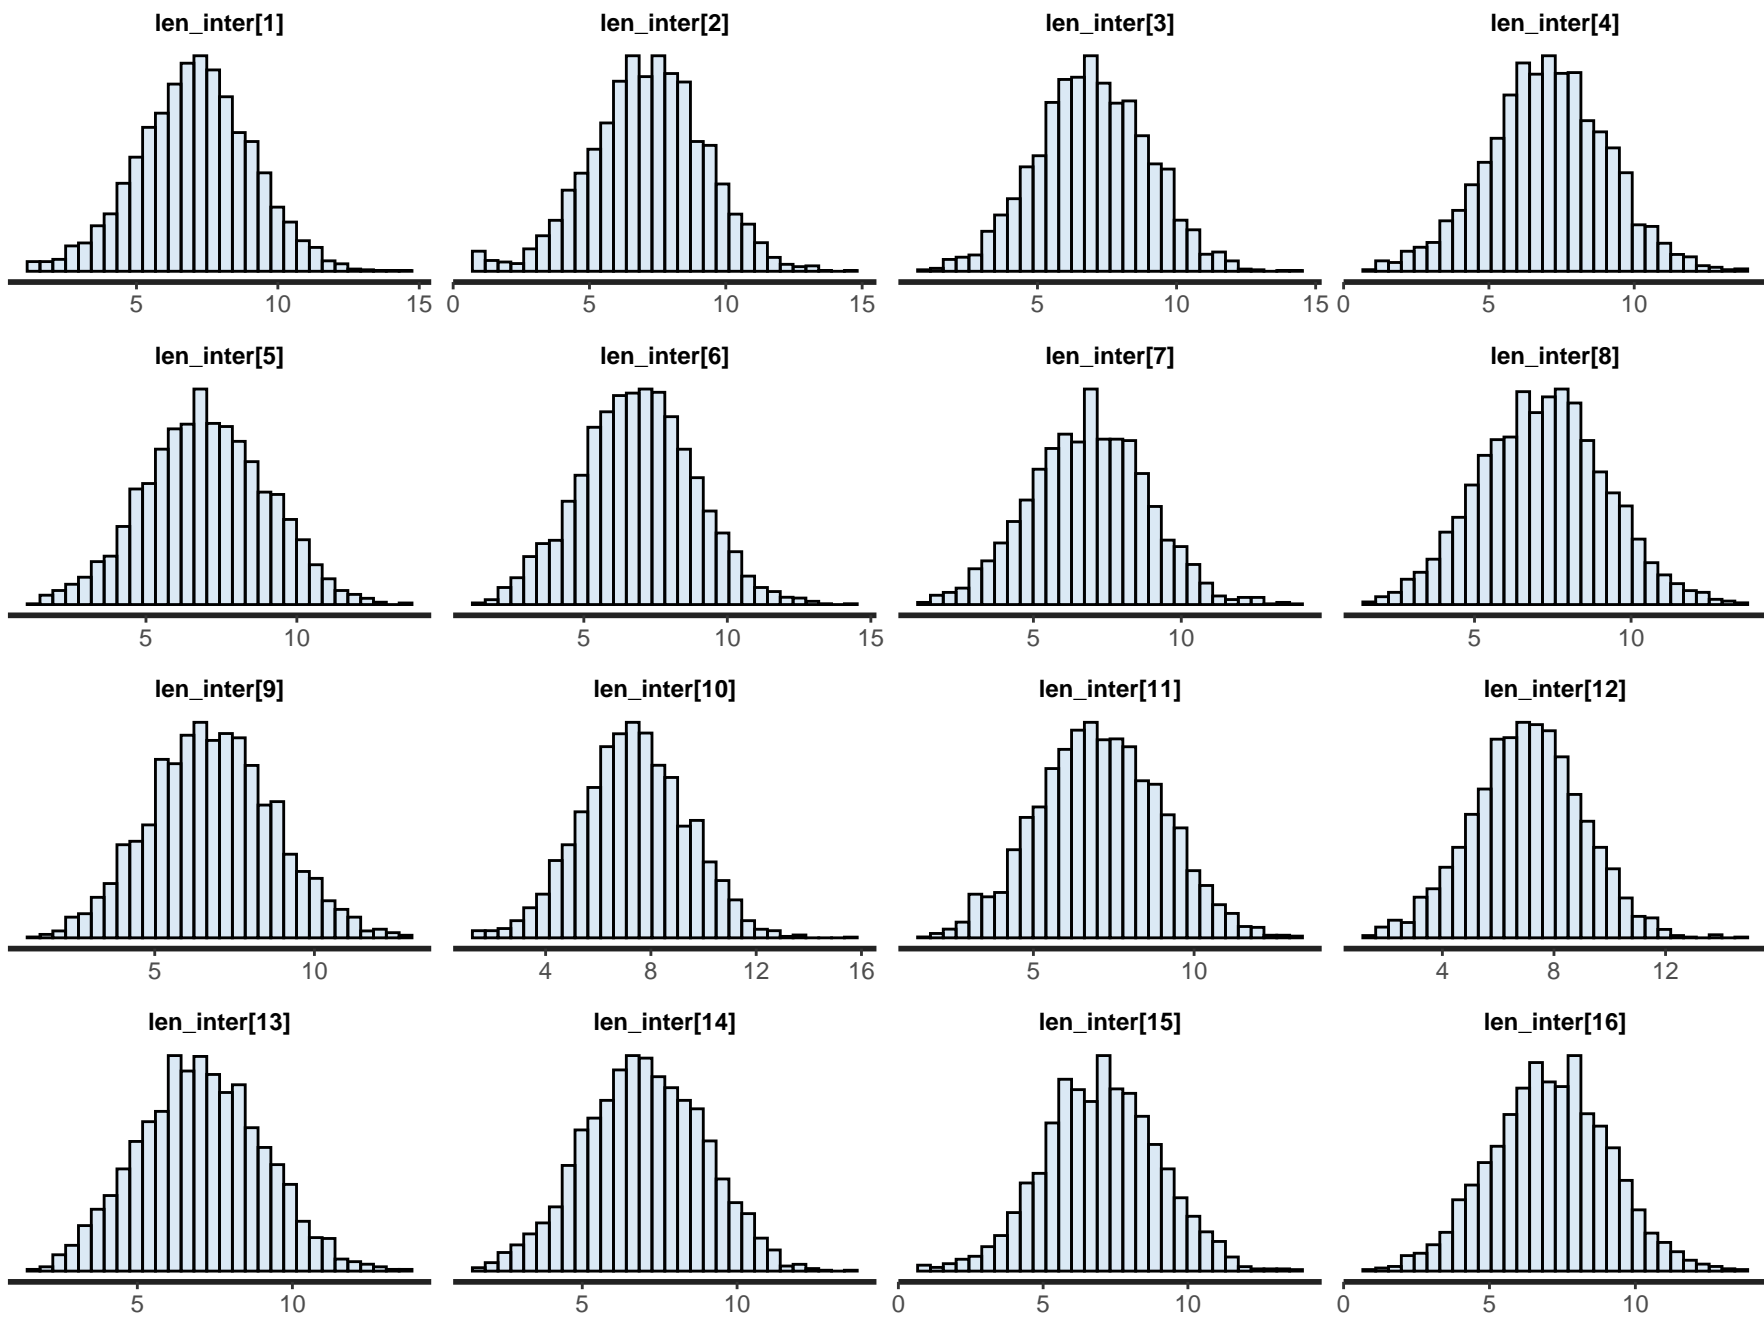 len_inter[1] len_inter[2] len_inter[3] len_inter[4]
5 10 15 0 5 10 15 5 10 15 0 5 10
len_inter[5] len_inter[6] len_inter[7] len_inter[8]
5 10 5 10 15 5 10 5 10
len_inter[9] len_inter[10] len_inter[11] len_inter[12]
5 10 4 8 12 16 5 10 4 8 12
len_inter[13] len_inter[14] len_inter[15] len_inter[16]
5 10 5 10 0 5 10 0 5 10